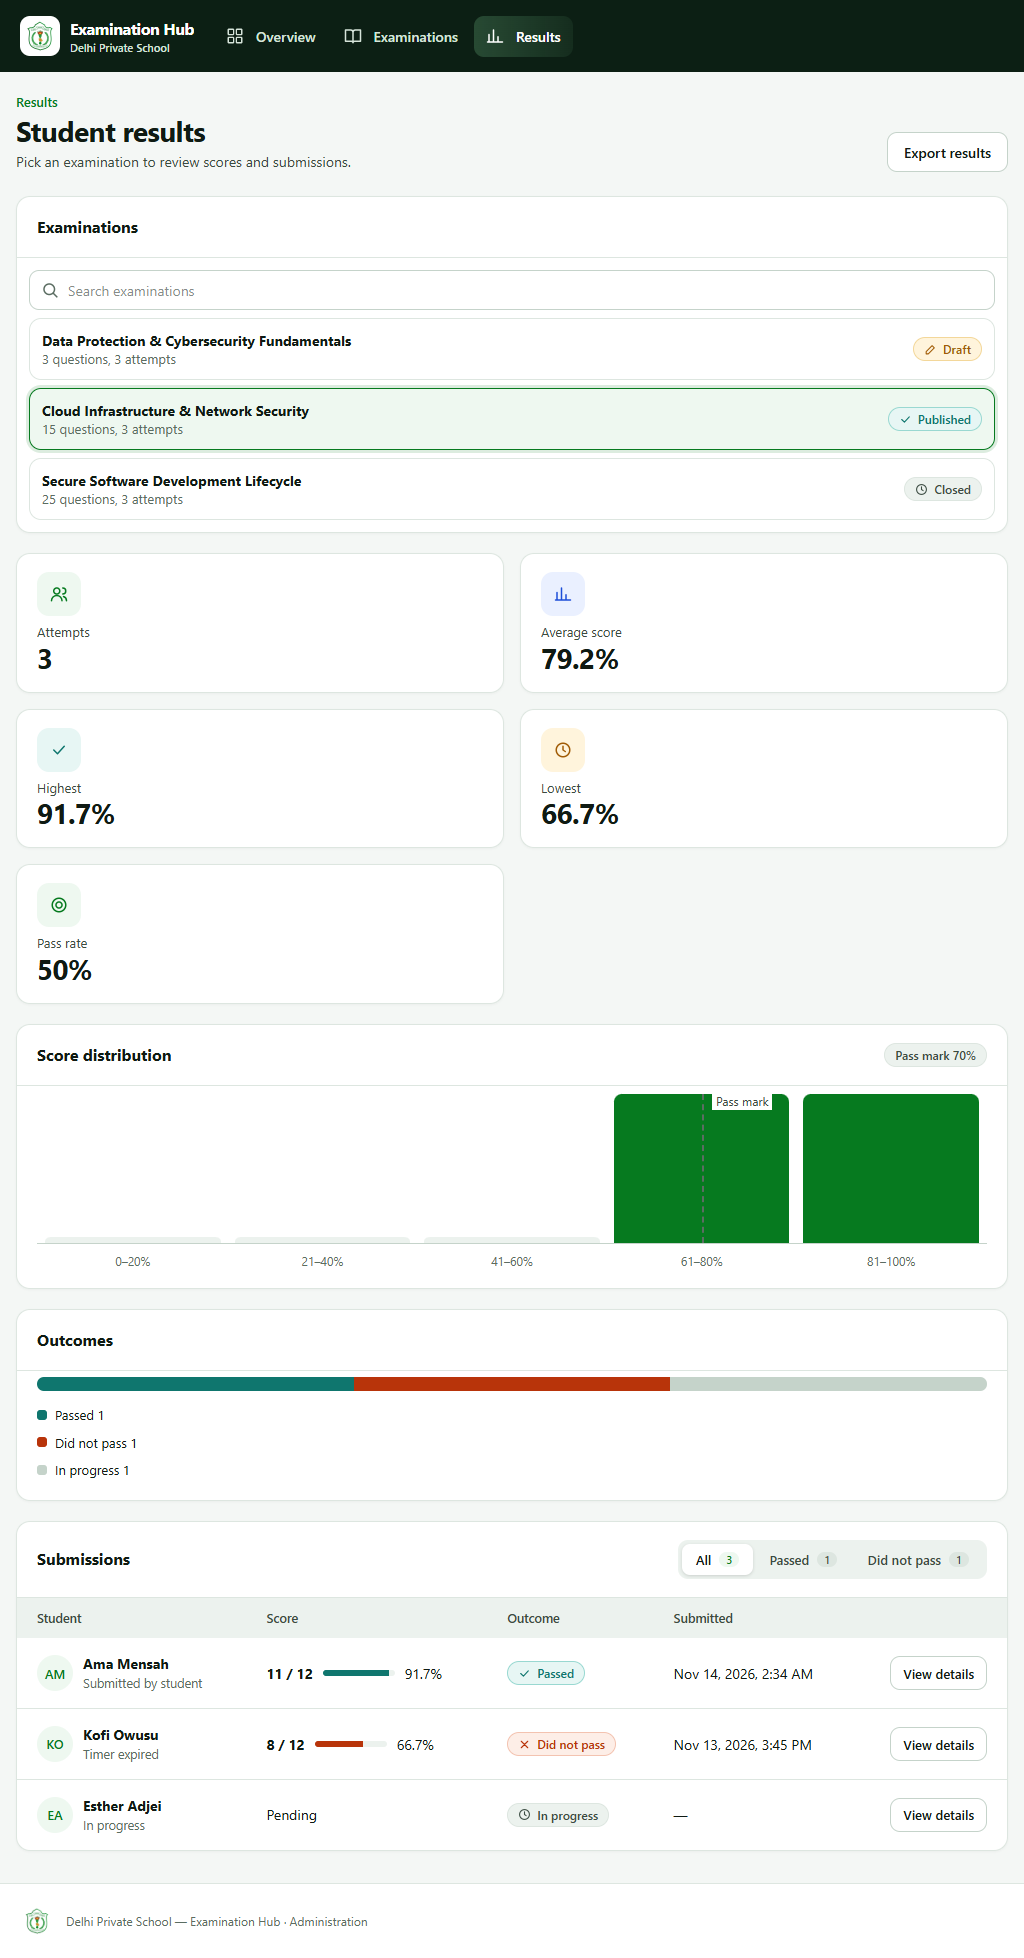 Examination Hub
Delhi Private School
Overview
Examinations
Results
Results
Student results
Pick an examination to review scores and submissions.
Export results
Examinations
Search examinations
Data Protection & Cybersecurity Fundamentals
3 questions, 3 attempts
Draft
Cloud Infrastructure & Network Security
15 questions, 3 attempts
Published
Secure Software Development Lifecycle
25 questions, 3 attempts
Closed
Attempts
3
Average score
79.2%
Highest
91.7%
Lowest
66.7%
Pass rate
50%
Score distribution
Pass mark 70%
Pass mark
0–20%
21–40%
41–60%
61–80%
81–100%
Outcomes
Passed 1
Did not pass 1
In progress 1
Submissions
All 3
Passed 1
Did not pass 1
Student Score Outcome Submitted
AM
Ama Mensah
Submitted by student
11 / 12
91.7%
Passed
Nov 14, 2026, 2:34 AM
View details
KO
Kofi Owusu
Timer expired
8 / 12
66.7%
Did not pass
Nov 13, 2026, 3:45 PM
View details
EA
Esther Adjei
In progress
Pending
In progress
—
View details
Delhi Private School — Examination Hub · Administration